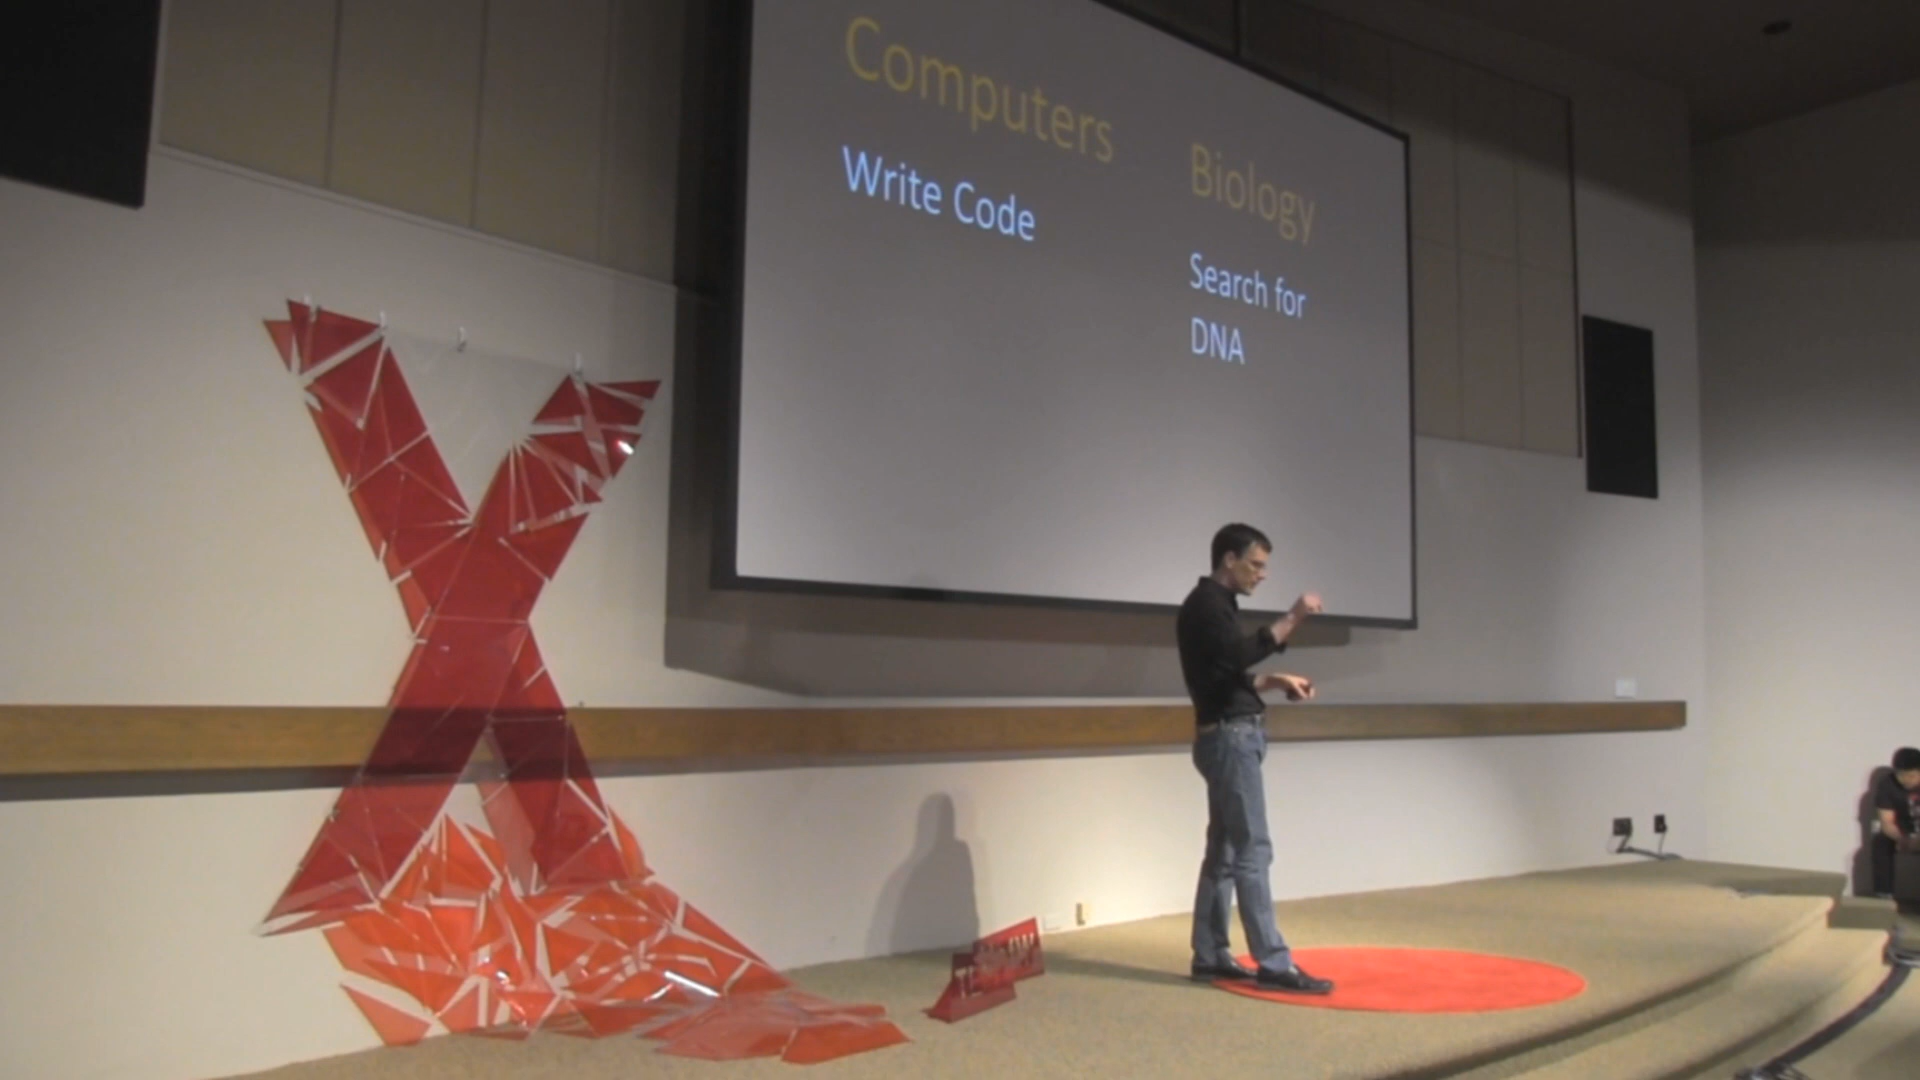 Computers
Write Code
Biology
Search for
DNA